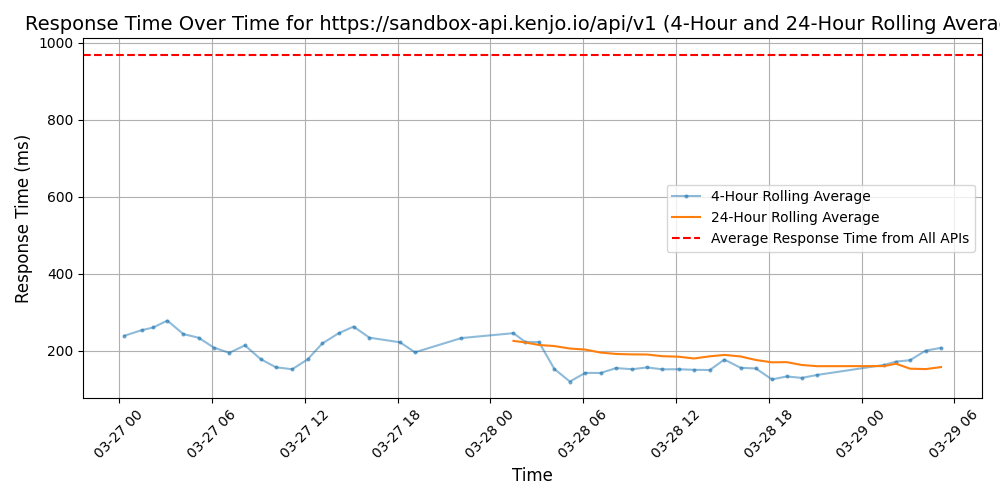 Response Time Over Time for https://sandbox-api.kenjo.io/api/v1 (4-Hour and 24-Hour Rolling Avera
Response Time (ms)
1000
800
600
400
200
4-Hour Rolling Average
24-Hour Rolling Average
Average Response Time from All APIs
03-27 00
03-27 06
03-27 12
03-27 18
03-28 00
03-28 06
03-28 12
03-28 18
03-29 00
03-29 06
Time